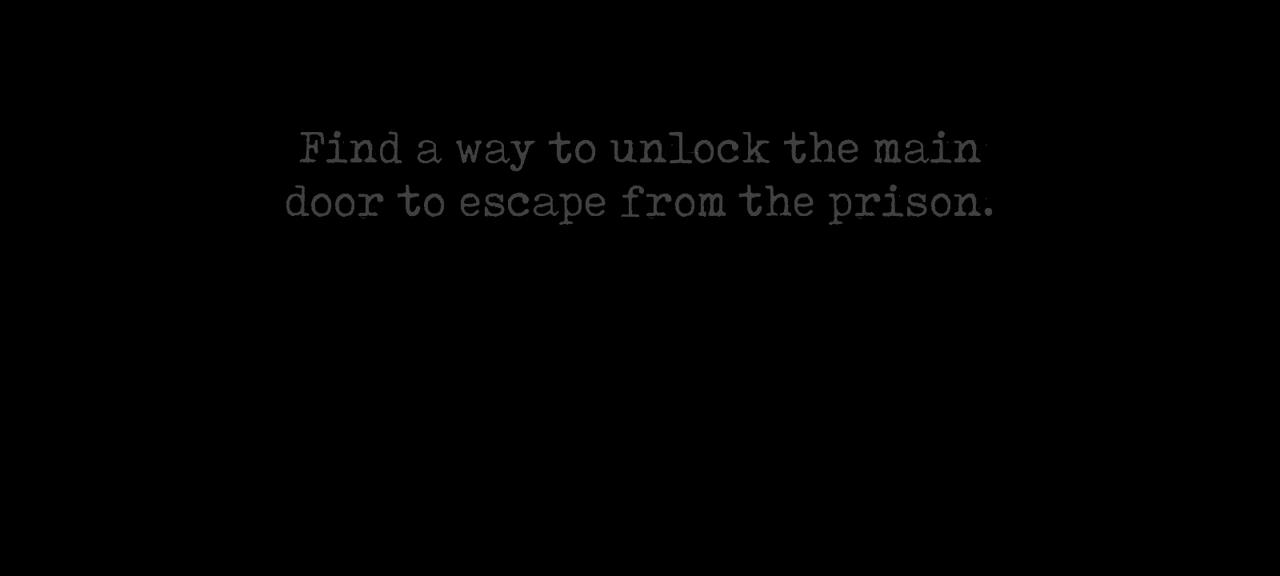 Find a way to unlock the main
door to escape from the prison.